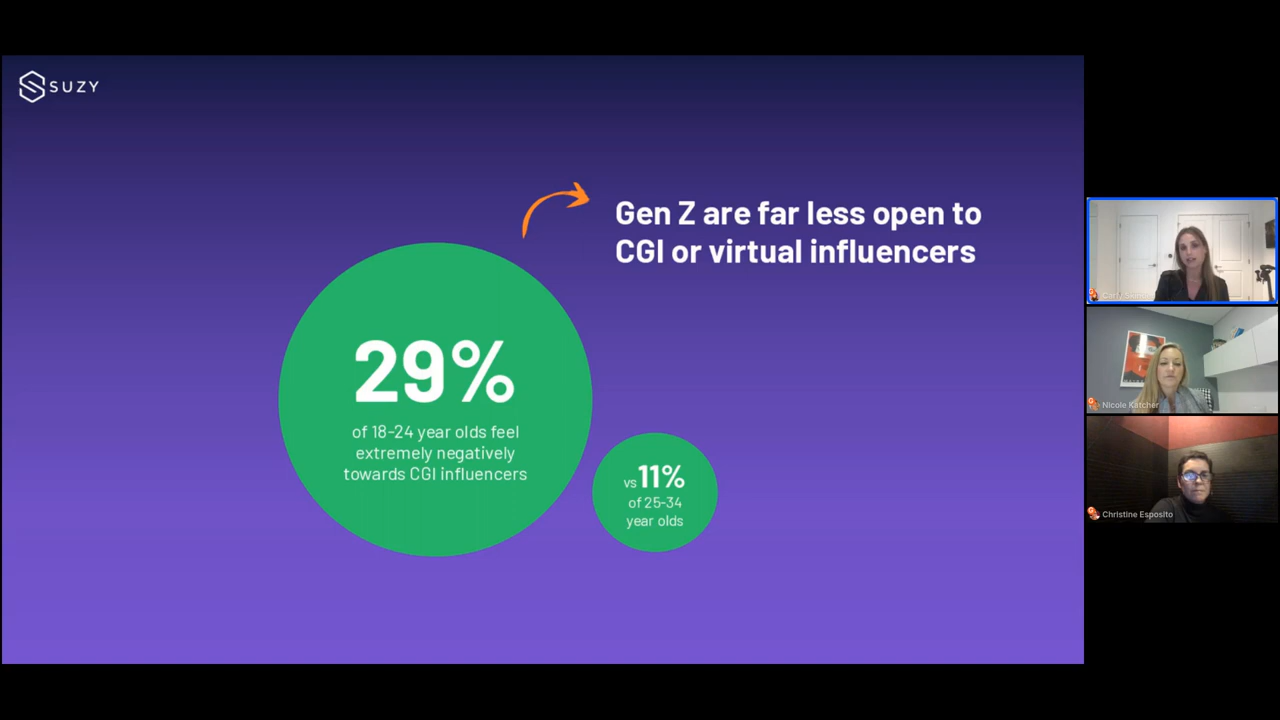 SUZY
Gen Z are far less open to
CGI or virtual influencers
29%
of 18-24 year olds feel
extremely negatively
towards CGI influencers
vs 11%
of 25-34
year olds
Nicole Katcher
Christine Esposito